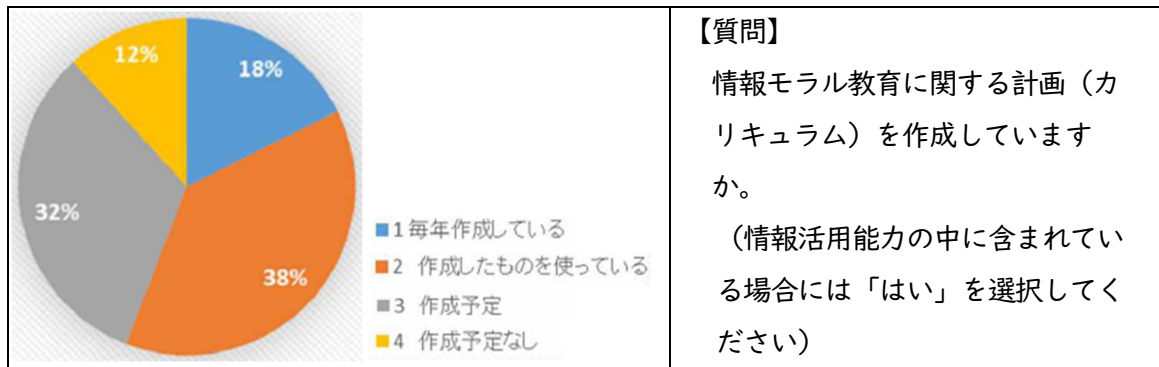 12%
18%
32%
38%
■1 毎年作成している
■2 作成したものを使っている
■3 作成予定
■4 作成予定なし
【質問】
情報モラル教育に関する計画（カ
リキュラム）を作成しています
か。
（情報活用能力の中に含まれてい
る場合には「はい」を選択してく
ださい）